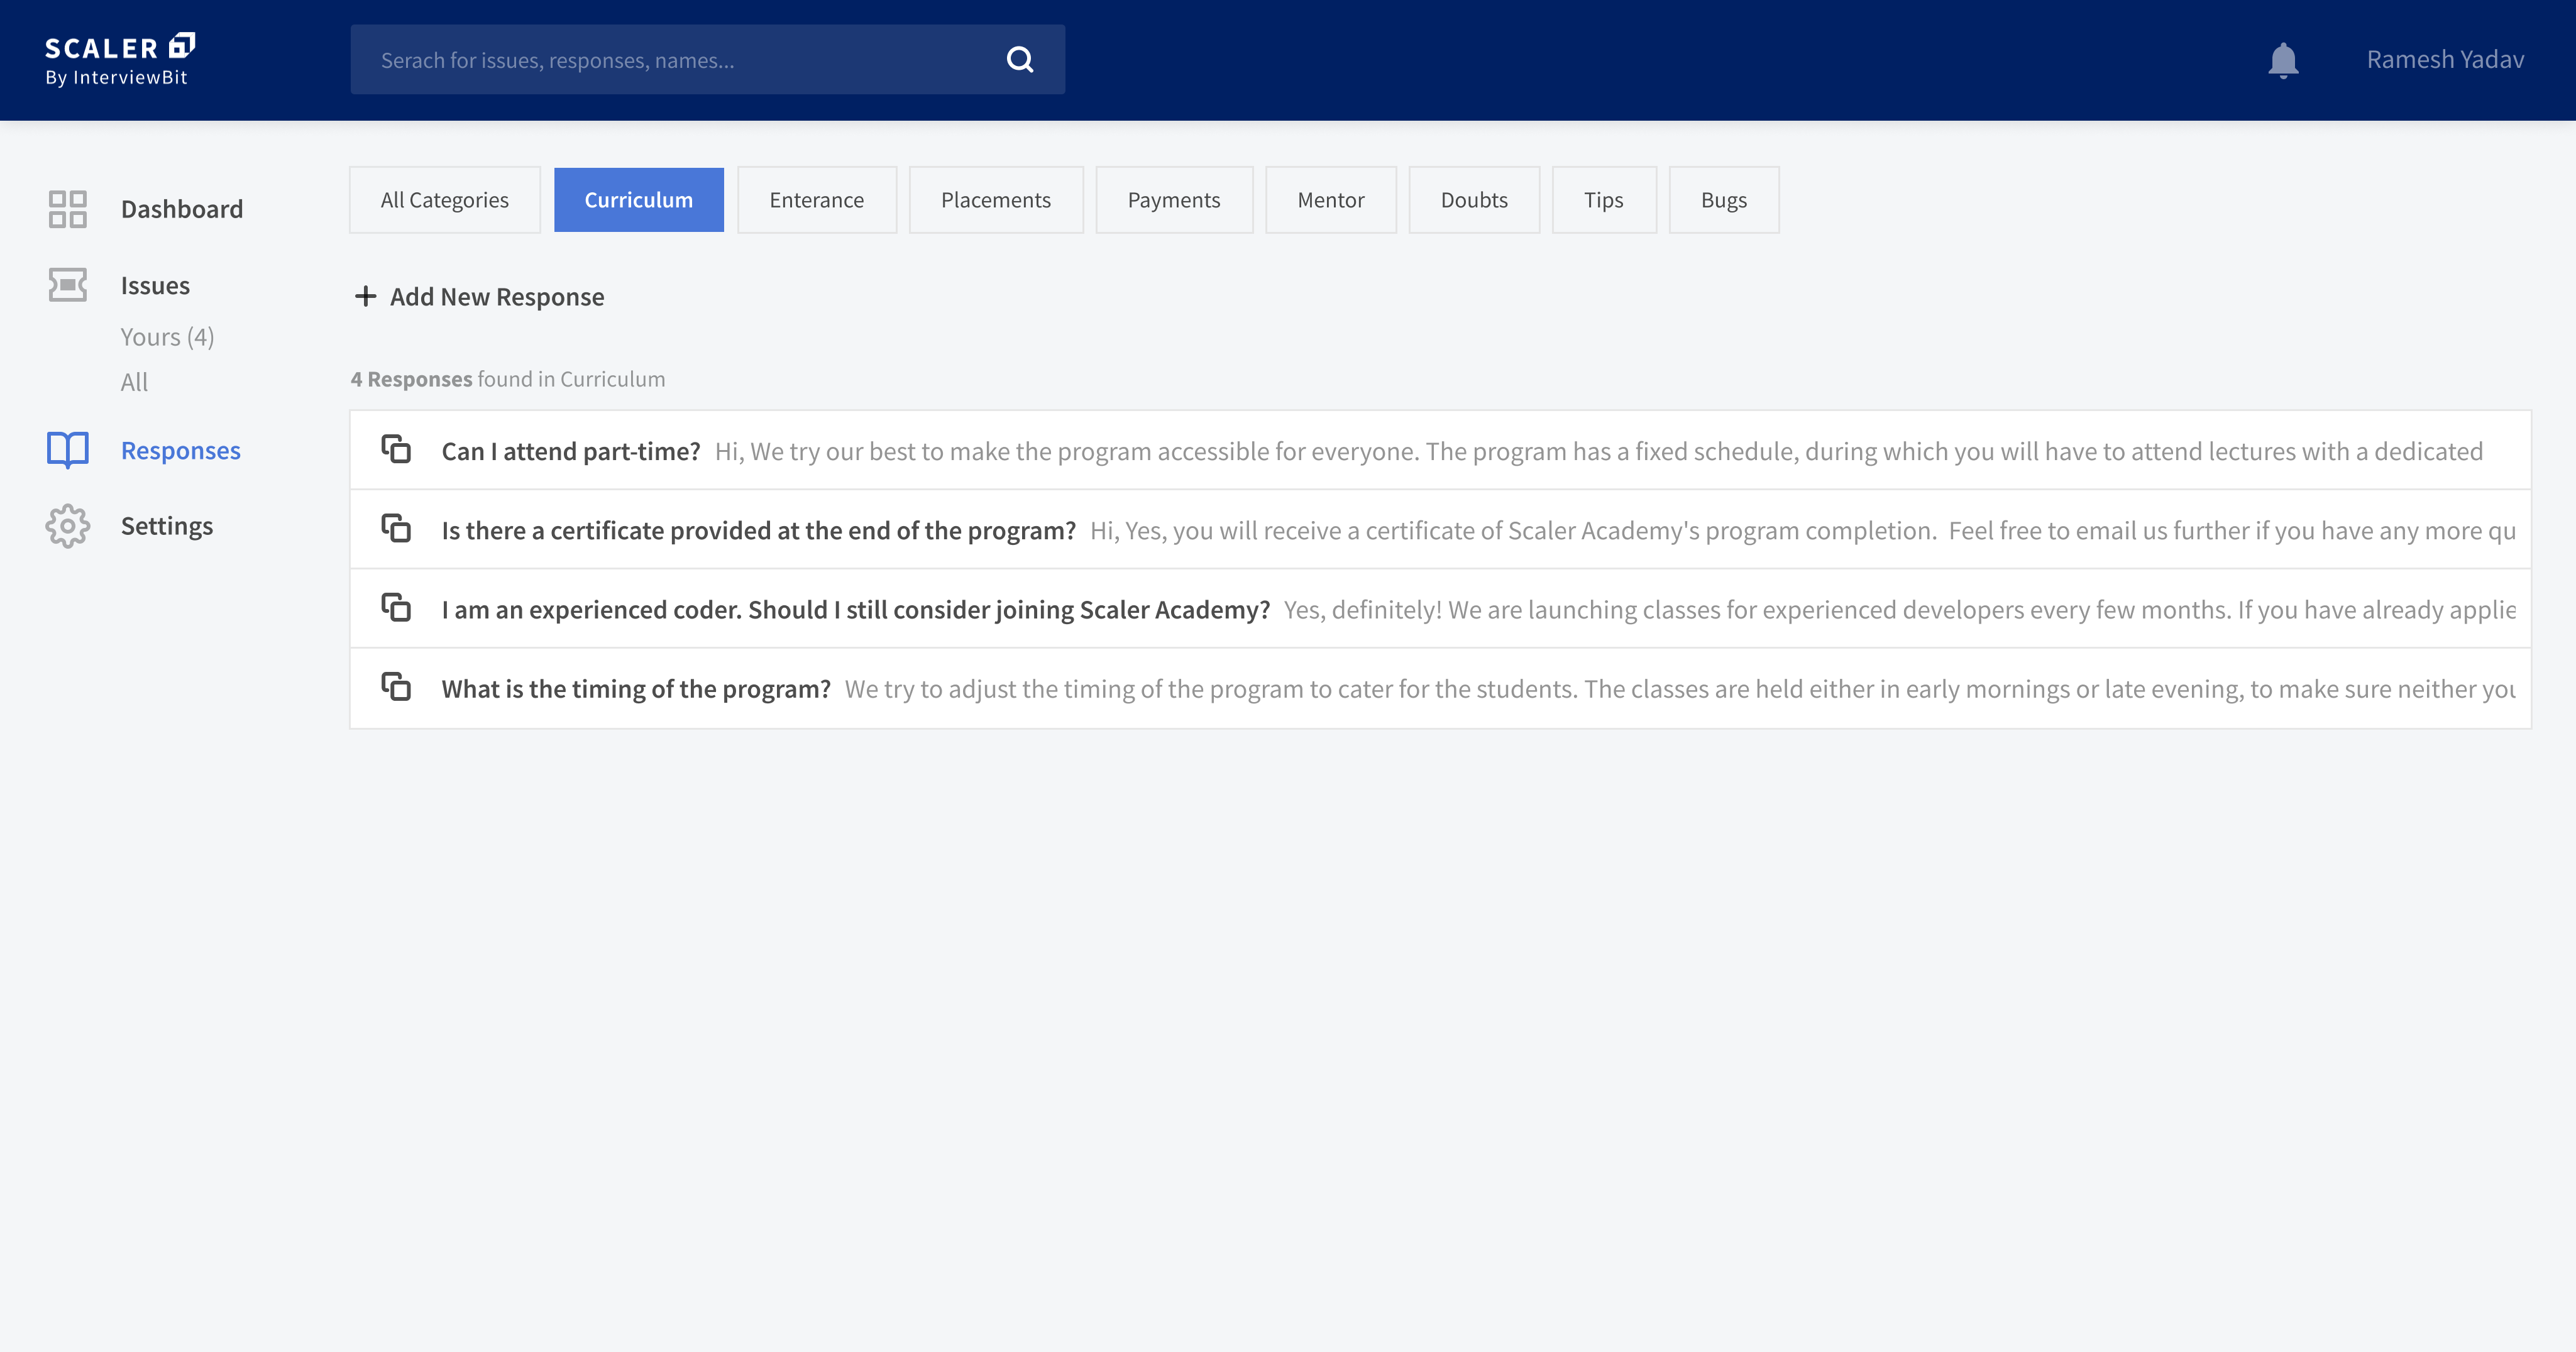 SCALER
By InterviewBit
Serach for issues, responses, names...
Ramesh Yadav
Dashboard
Issues
Yours (4)
All
Responses
Settings
All Categories
Curriculum
Enterance
Placements
Payments
Mentor
Doubts
Tips
Bugs
Add New Response
4 Responses found in Curriculum
Can I attend part-time? Hi, We try our best to make the program accessible for everyone. The program has a fixed schedule, during which you will have to attend lectures with a dedicated
Is there a certificate provided at the end of the program? Hi, Yes, you will receive a certificate of Scaler Academy's program completion. Feel free to email us further if you have any more qu
I am an experienced coder. Should I still consider joining Scaler Academy? Yes, definitely! We are launching classes for experienced developers every few months. If you have already applie
What is the timing of the program? We try to adjust the timing of the program to cater for the students. The classes are held either in early mornings or late evening, to make sure neither you